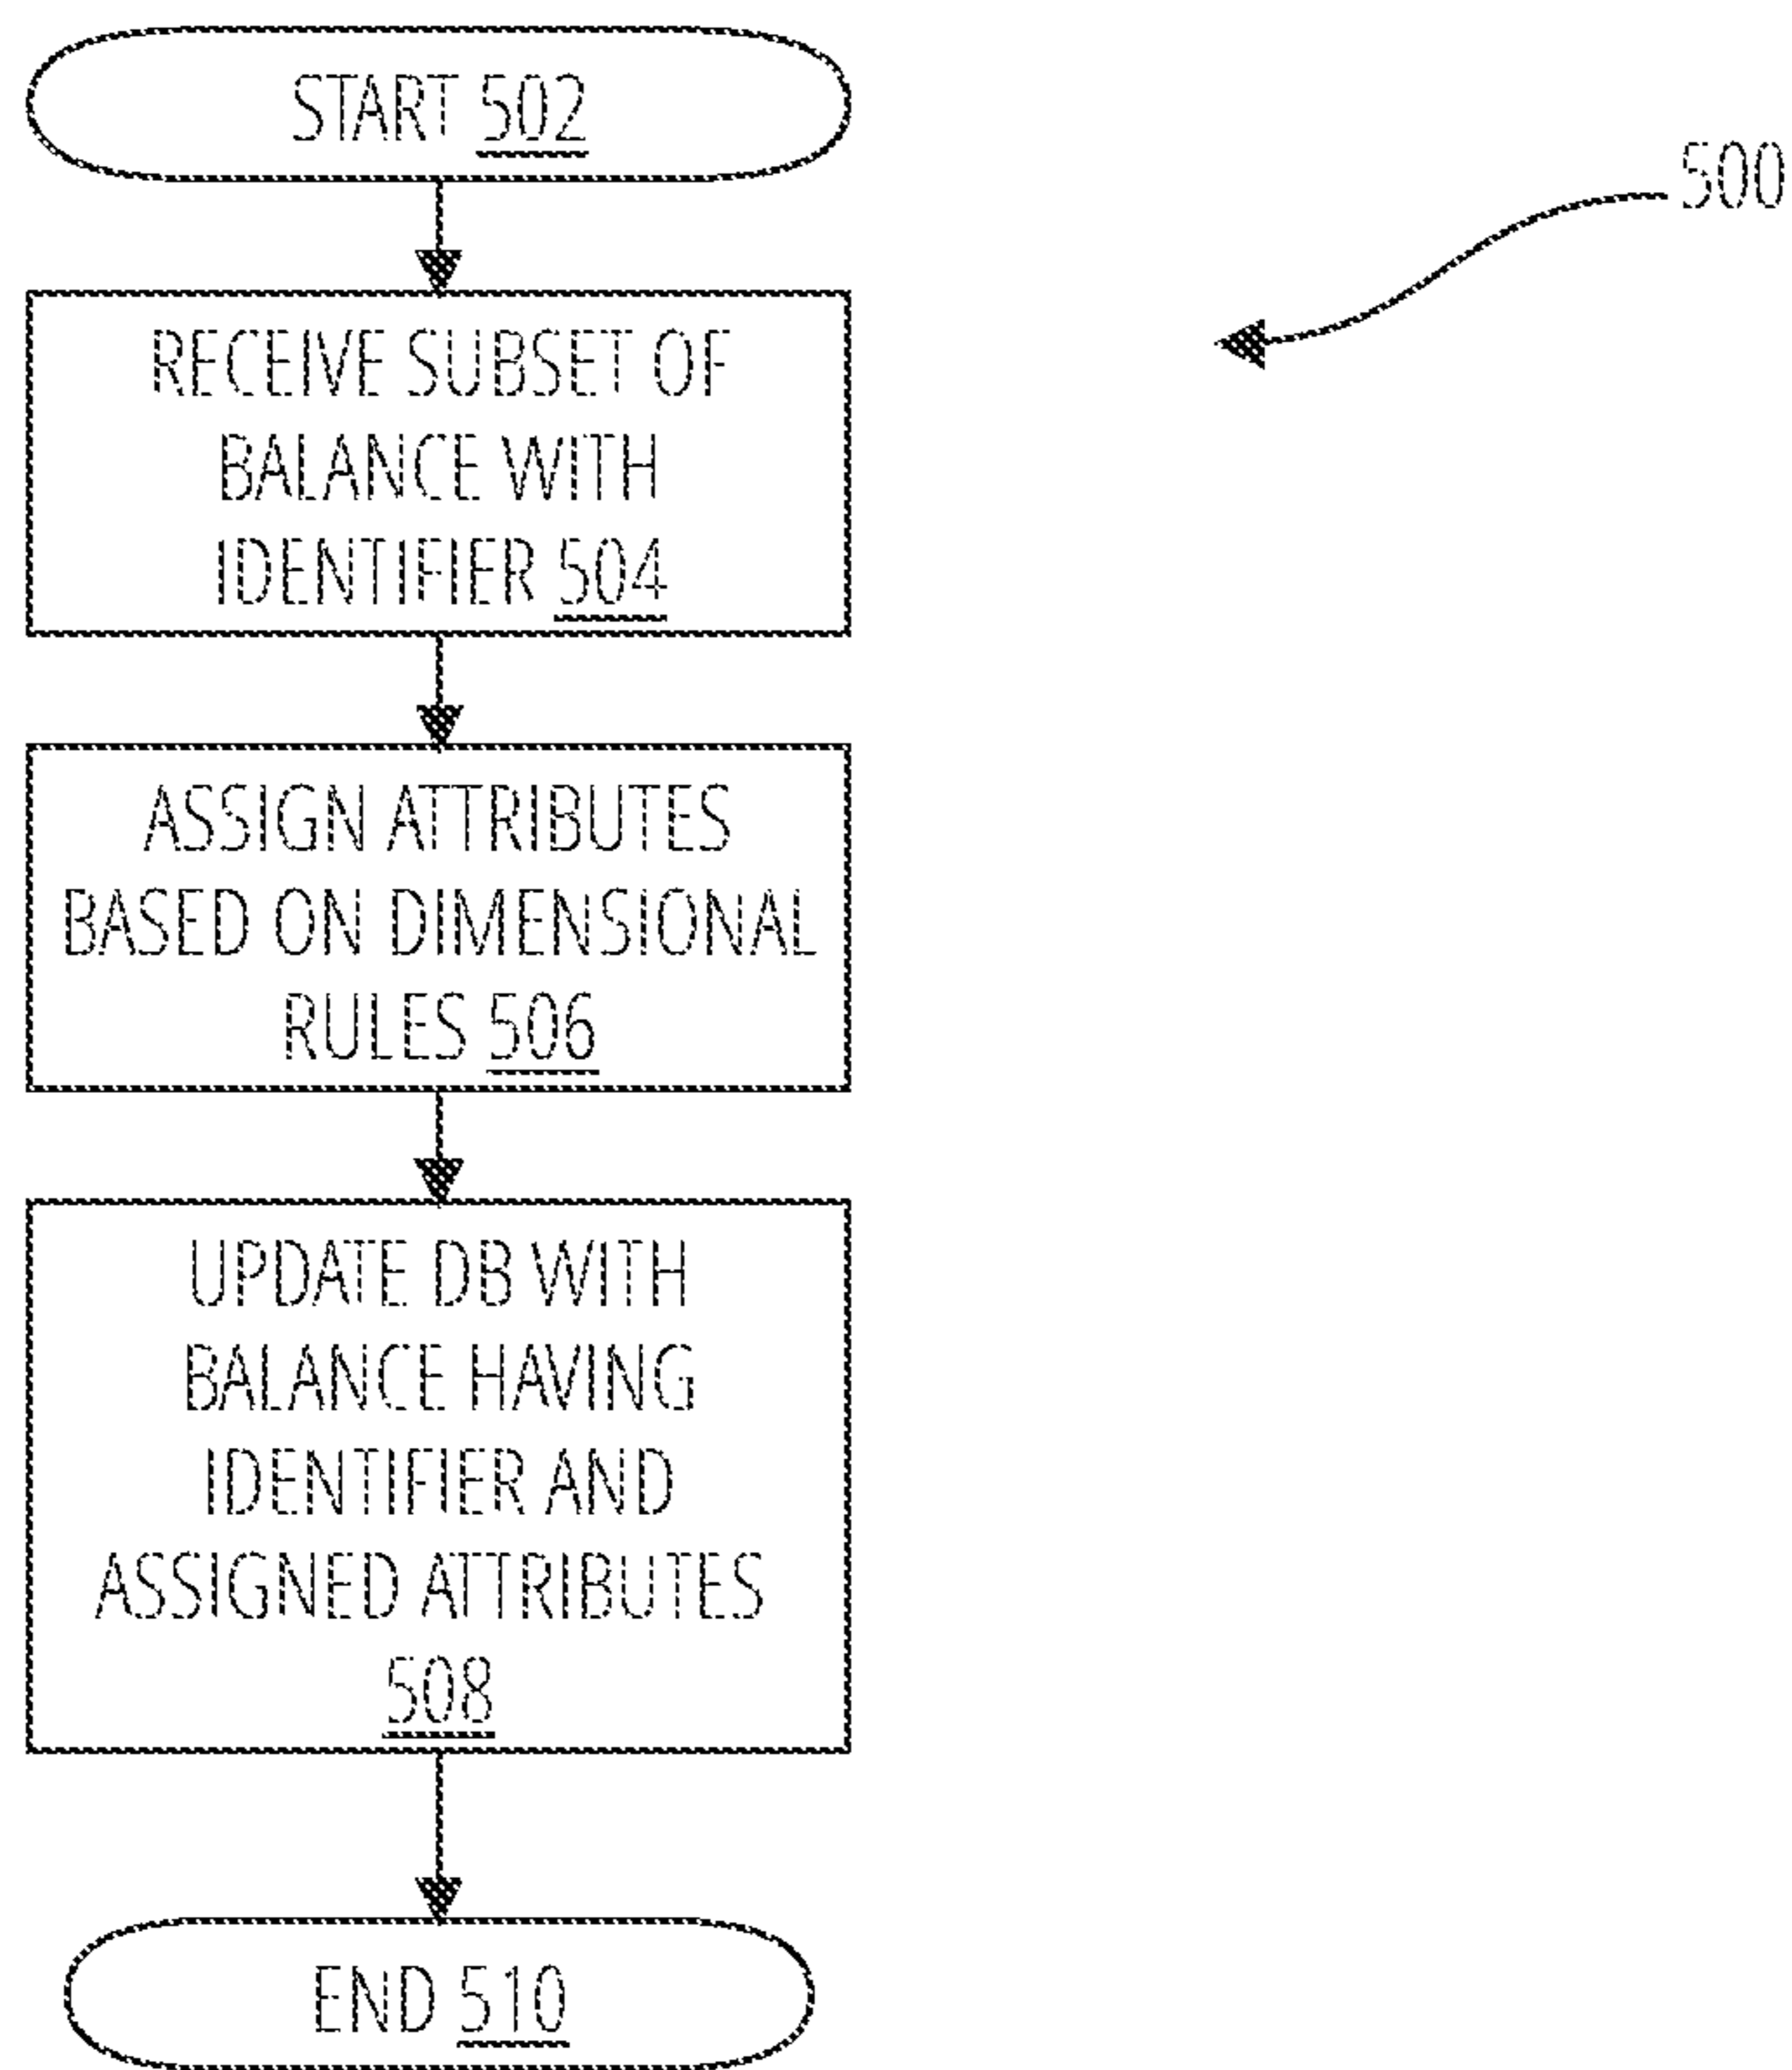 START 502
500
RECEIVE SUBSET OF
BALANCE WITH
IDENTIFIER 504
ASSIGN ATTRIBUTES
BASED ON DIMENSIONAL
RULES 506
UPDATE DB WITH
BALANCE HAVING
IDENTIFIER AND
ASSIGNED ATTRIBUTES
508
END 510